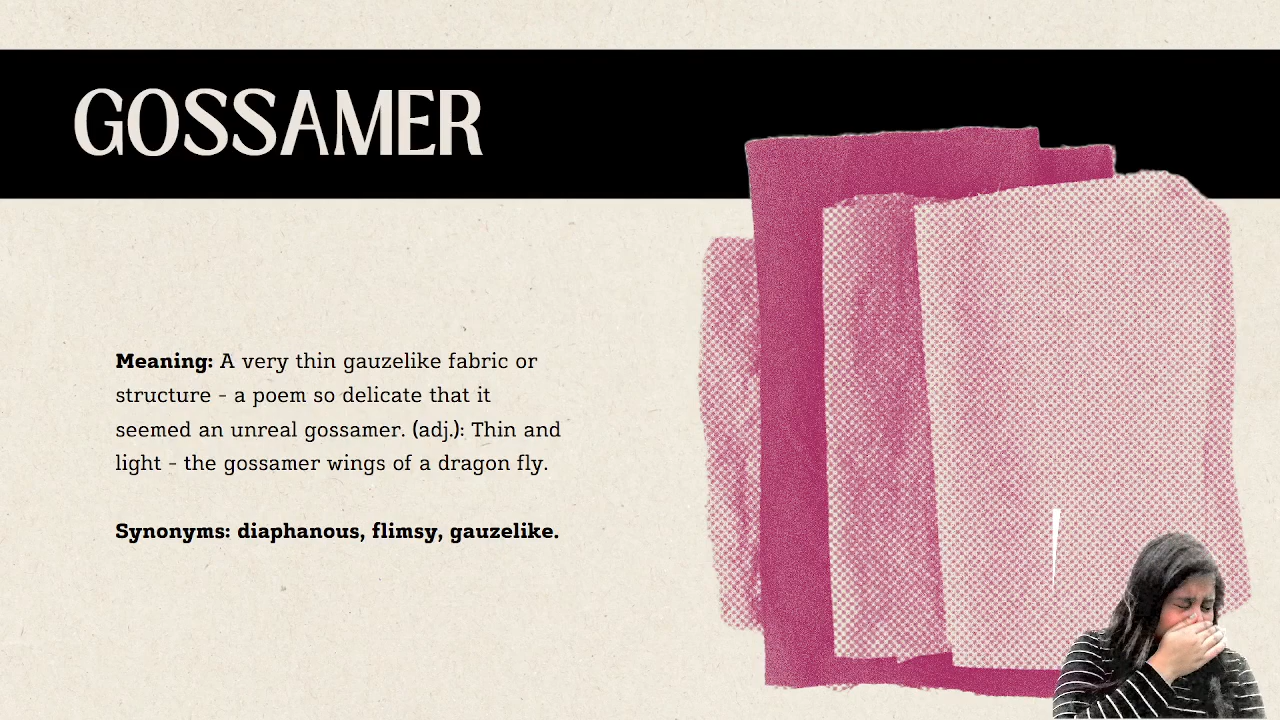 GOSSAMER
Meaning: A very thin gauzelike fabric or
structure - a poem so delicate that it
seemed an unreal gossamer. (adj.): Thin and
light - the gossamer wings of a dragon fly.
Synonyms: diaphanous, flimsy, gauzelike.